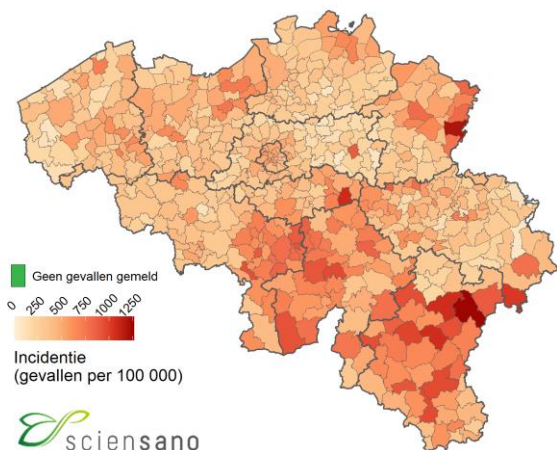 Geen gevallen gemeld
0 250 500 750 1000 1250
Incidentie
(gevallen per 100 000)
sciensano